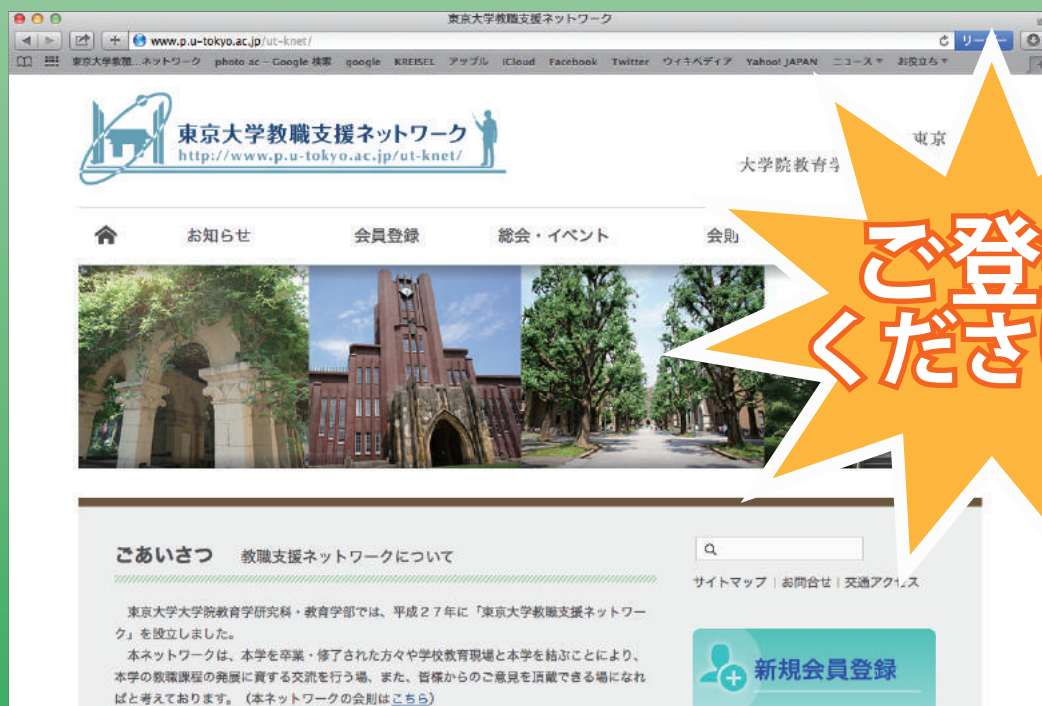 東京大学教職支援ネットワーク
www.p.u-tokyo.ac.jp/ut-knet/
リーダー
東京大学教職...ネットワーク photo ac - Google 検索 google KREISEL アップル iCloud Facebook Twitter ウィキペディア Yahoo! JAPAN ニュース お役立ち
東京大学教職支援ネットワーク
http://www.p.u-tokyo.ac.jp/ut-knet/
東京
大学院教育学
お知らせ 会員登録 総会・イベント 会則
ご登
くださ
ごあいさつ 教職支援ネットワークについて
サイトマップ | お問合せ | 交通アクセス
東京大学大学院教育学研究科・教育学部では、平成27年に「東京大学教職支援ネットワー
ク」を設立しました。
本ネットワークは、本学を卒業・修了された方々や学校教育現場と本学を結ぶことにより、
本学の教職課程の発展に資する交流を行う場、また、皆様からのご意見を頂戴できる場になれ
ばと考えております。(本ネットワークの会則はこちら)
新規会員登録